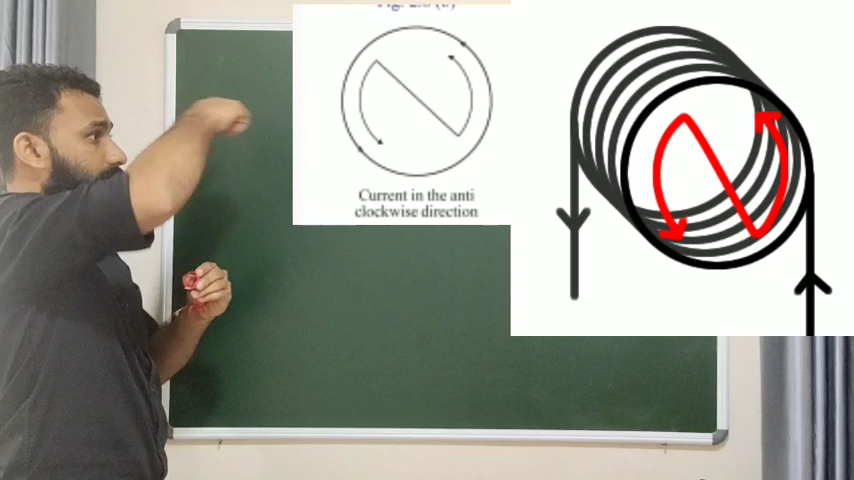 Current in the anti
clockwise direction